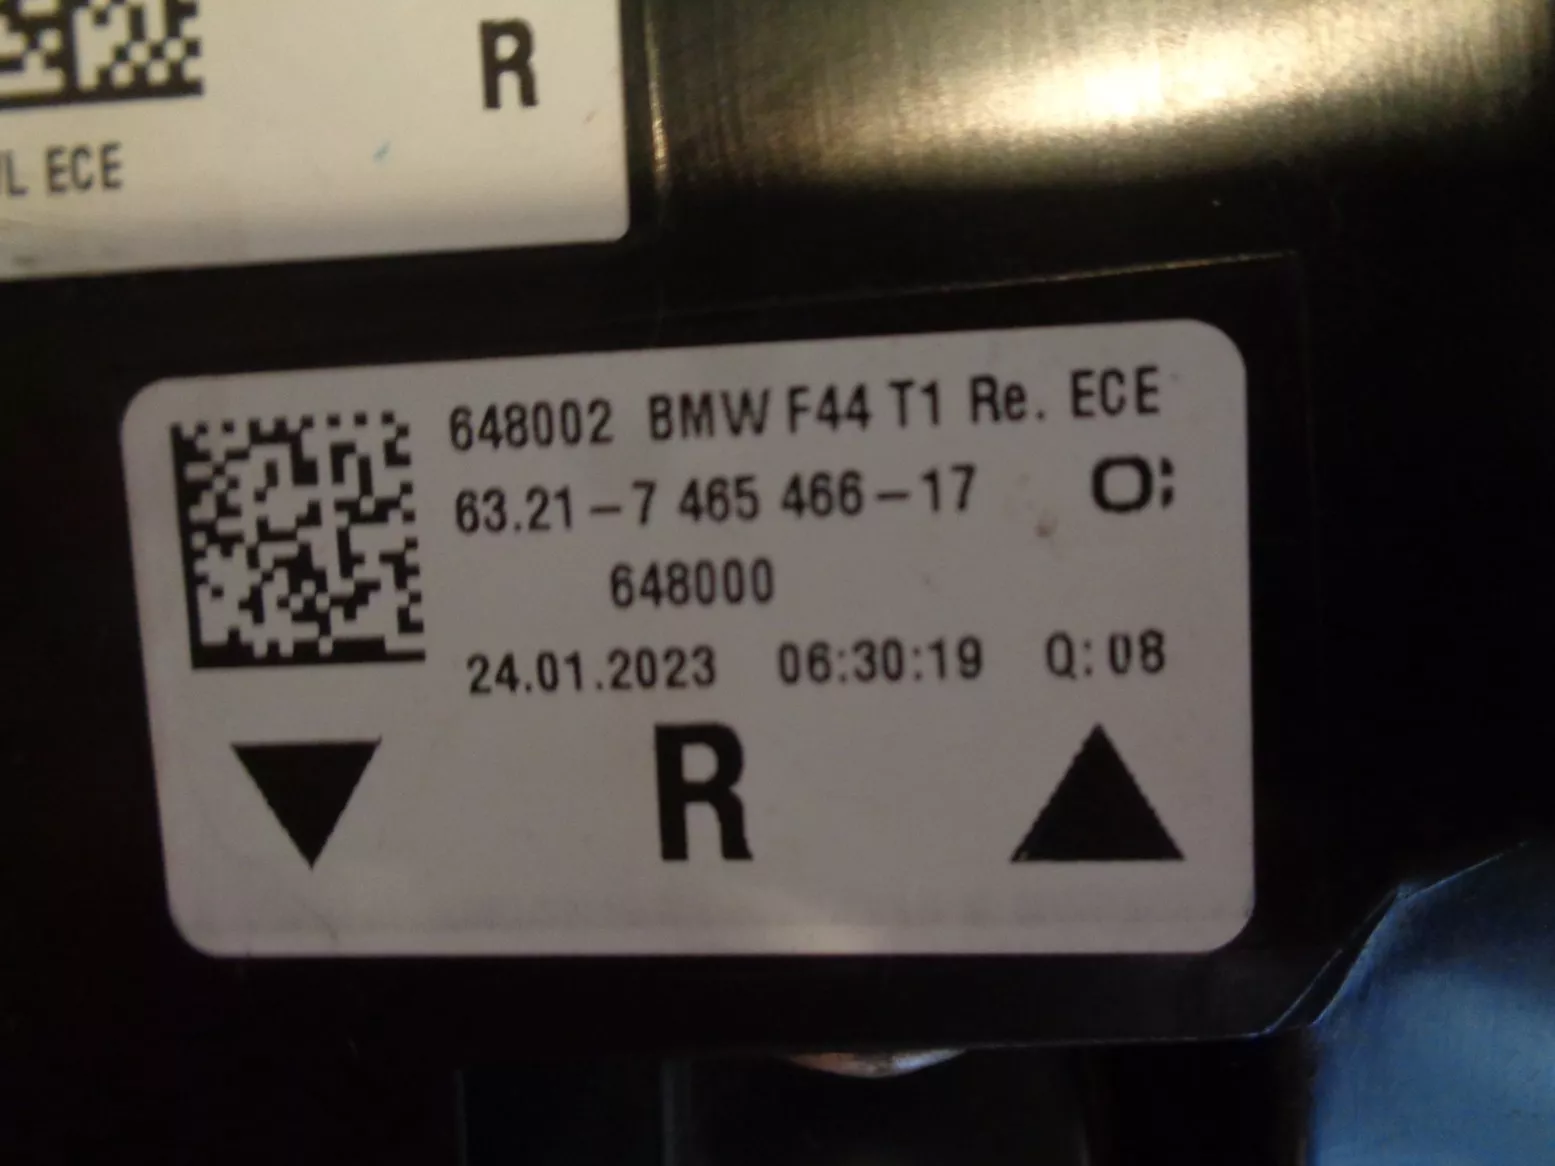 R
L ECE
648002 BMW F44 T1 Re. ECE
63.21-7 465 466-17 O;
648000
24.01.2023 06:30:19 Q:08
R